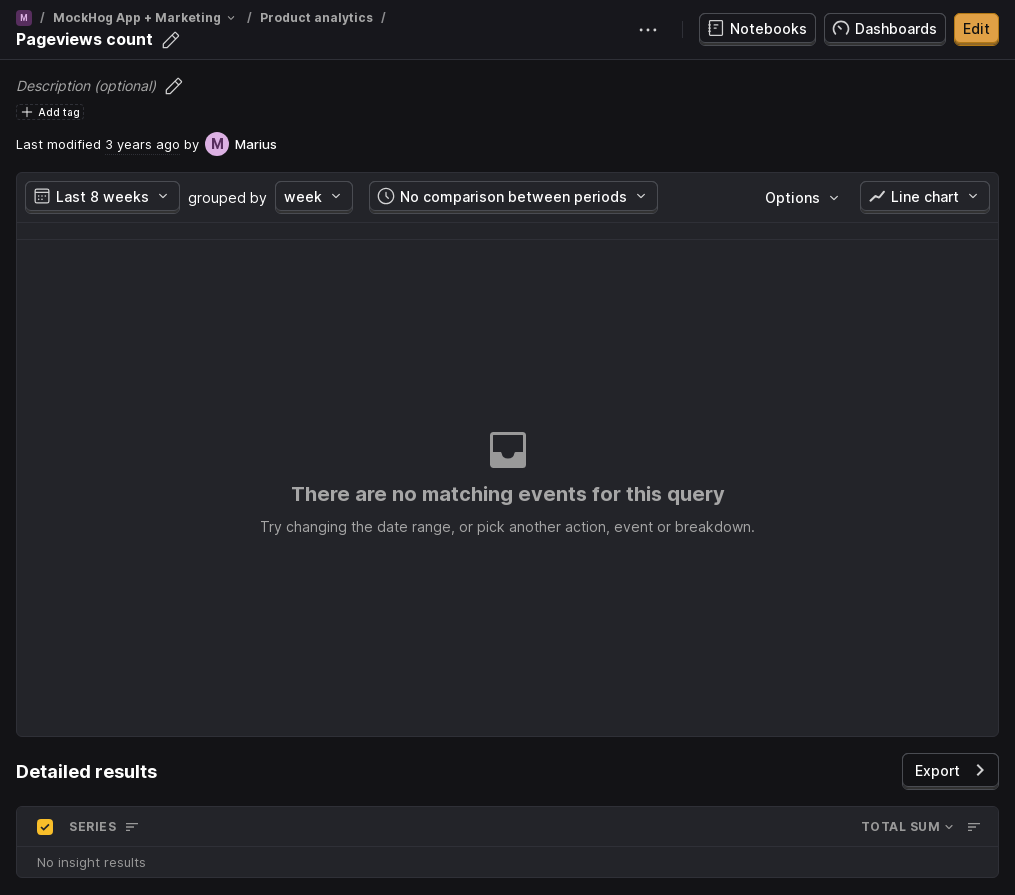 M / MockHog App + Marketing / Product analytics /
Pageviews count
Notebooks Dashboards Edit
Description (optional)
Add tag
Last modified 3 years ago by M Marius
Last 8 weeks grouped by week No comparison between periods Options Line chart
There are no matching events for this query
Try changing the date range, or pick another action, event or breakdown.
Detailed results Export
SERIES TOTAL SUM
No insight results